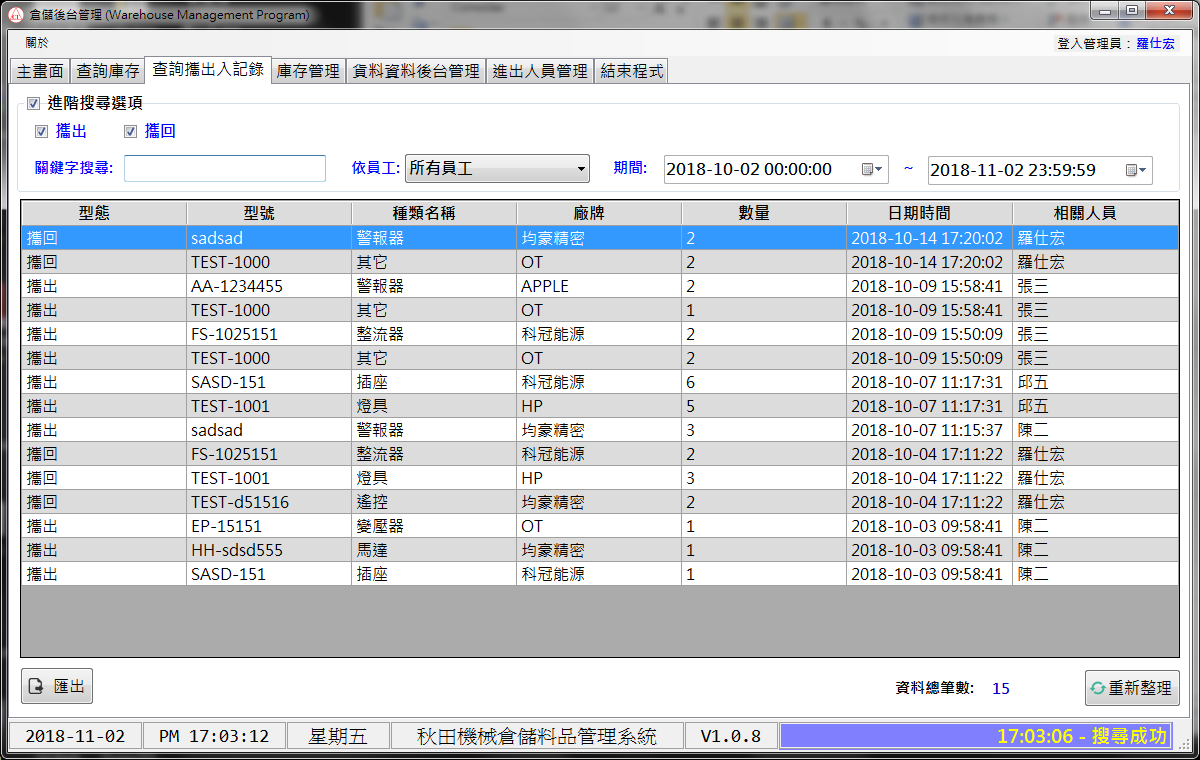 倉儲後台管理 (Warehouse Management Program)
關於 登入管理員：羅仕宏
主畫面 查詢庫存 查詢攜出入記錄 庫存管理 貨料資料後台管理 進出人員管理 結束程式
進階搜尋選項
攜出 攜回
關鍵字搜尋: 依員工: 所有員工 期間: 2018-10-02 00:00:00 ~ 2018-11-02 23:59:59
型態 型號 種類名稱 廠牌 數量 日期時間 相關人員
攜回 sadsad 警報器 均豪精密 2 2018-10-14 17:20:02 羅仕宏
攜回 TEST-1000 其它 OT 2 2018-10-14 17:20:02 羅仕宏
攜出 AA-1234455 警報器 APPLE 2 2018-10-09 15:58:41 張三
攜出 TEST-1000 其它 OT 1 2018-10-09 15:58:41 張三
攜出 FS-1025151 整流器 科冠能源 2 2018-10-09 15:50:09 張三
攜出 TEST-1000 其它 OT 2 2018-10-09 15:50:09 張三
攜出 SASD-151 插座 科冠能源 6 2018-10-07 11:17:31 邱五
攜出 TEST-1001 燈具 HP 5 2018-10-07 11:17:31 邱五
攜出 sadsad 警報器 均豪精密 3 2018-10-07 11:15:37 陳二
攜回 FS-1025151 整流器 科冠能源 2 2018-10-04 17:11:22 羅仕宏
攜回 TEST-1001 燈具 HP 3 2018-10-04 17:11:22 羅仕宏
攜回 TEST-d51516 遙控 均豪精密 2 2018-10-04 17:11:22 羅仕宏
攜出 EP-15151 變壓器 OT 1 2018-10-03 09:58:41 陳二
攜出 HH-sdsd555 馬達 均豪精密 1 2018-10-03 09:58:41 陳二
攜出 SASD-151 插座 科冠能源 1 2018-10-03 09:58:41 陳二
匯出 資料總筆數: 15 重新整理
2018-11-02 PM 17:03:12 星期五 秋田機械倉儲料品管理系統 V1.0.8 17:03:06 - 搜尋成功